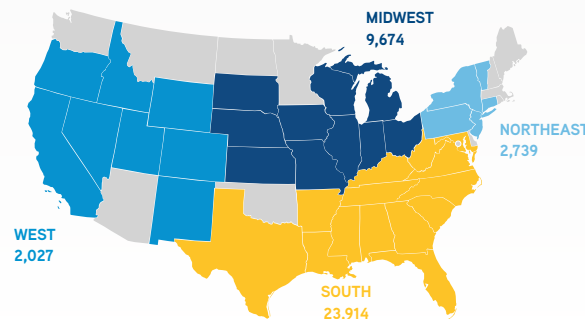 MIDWEST
9,674
NORTHEAST
2,739
WEST
2,027
SOUTH
23.914